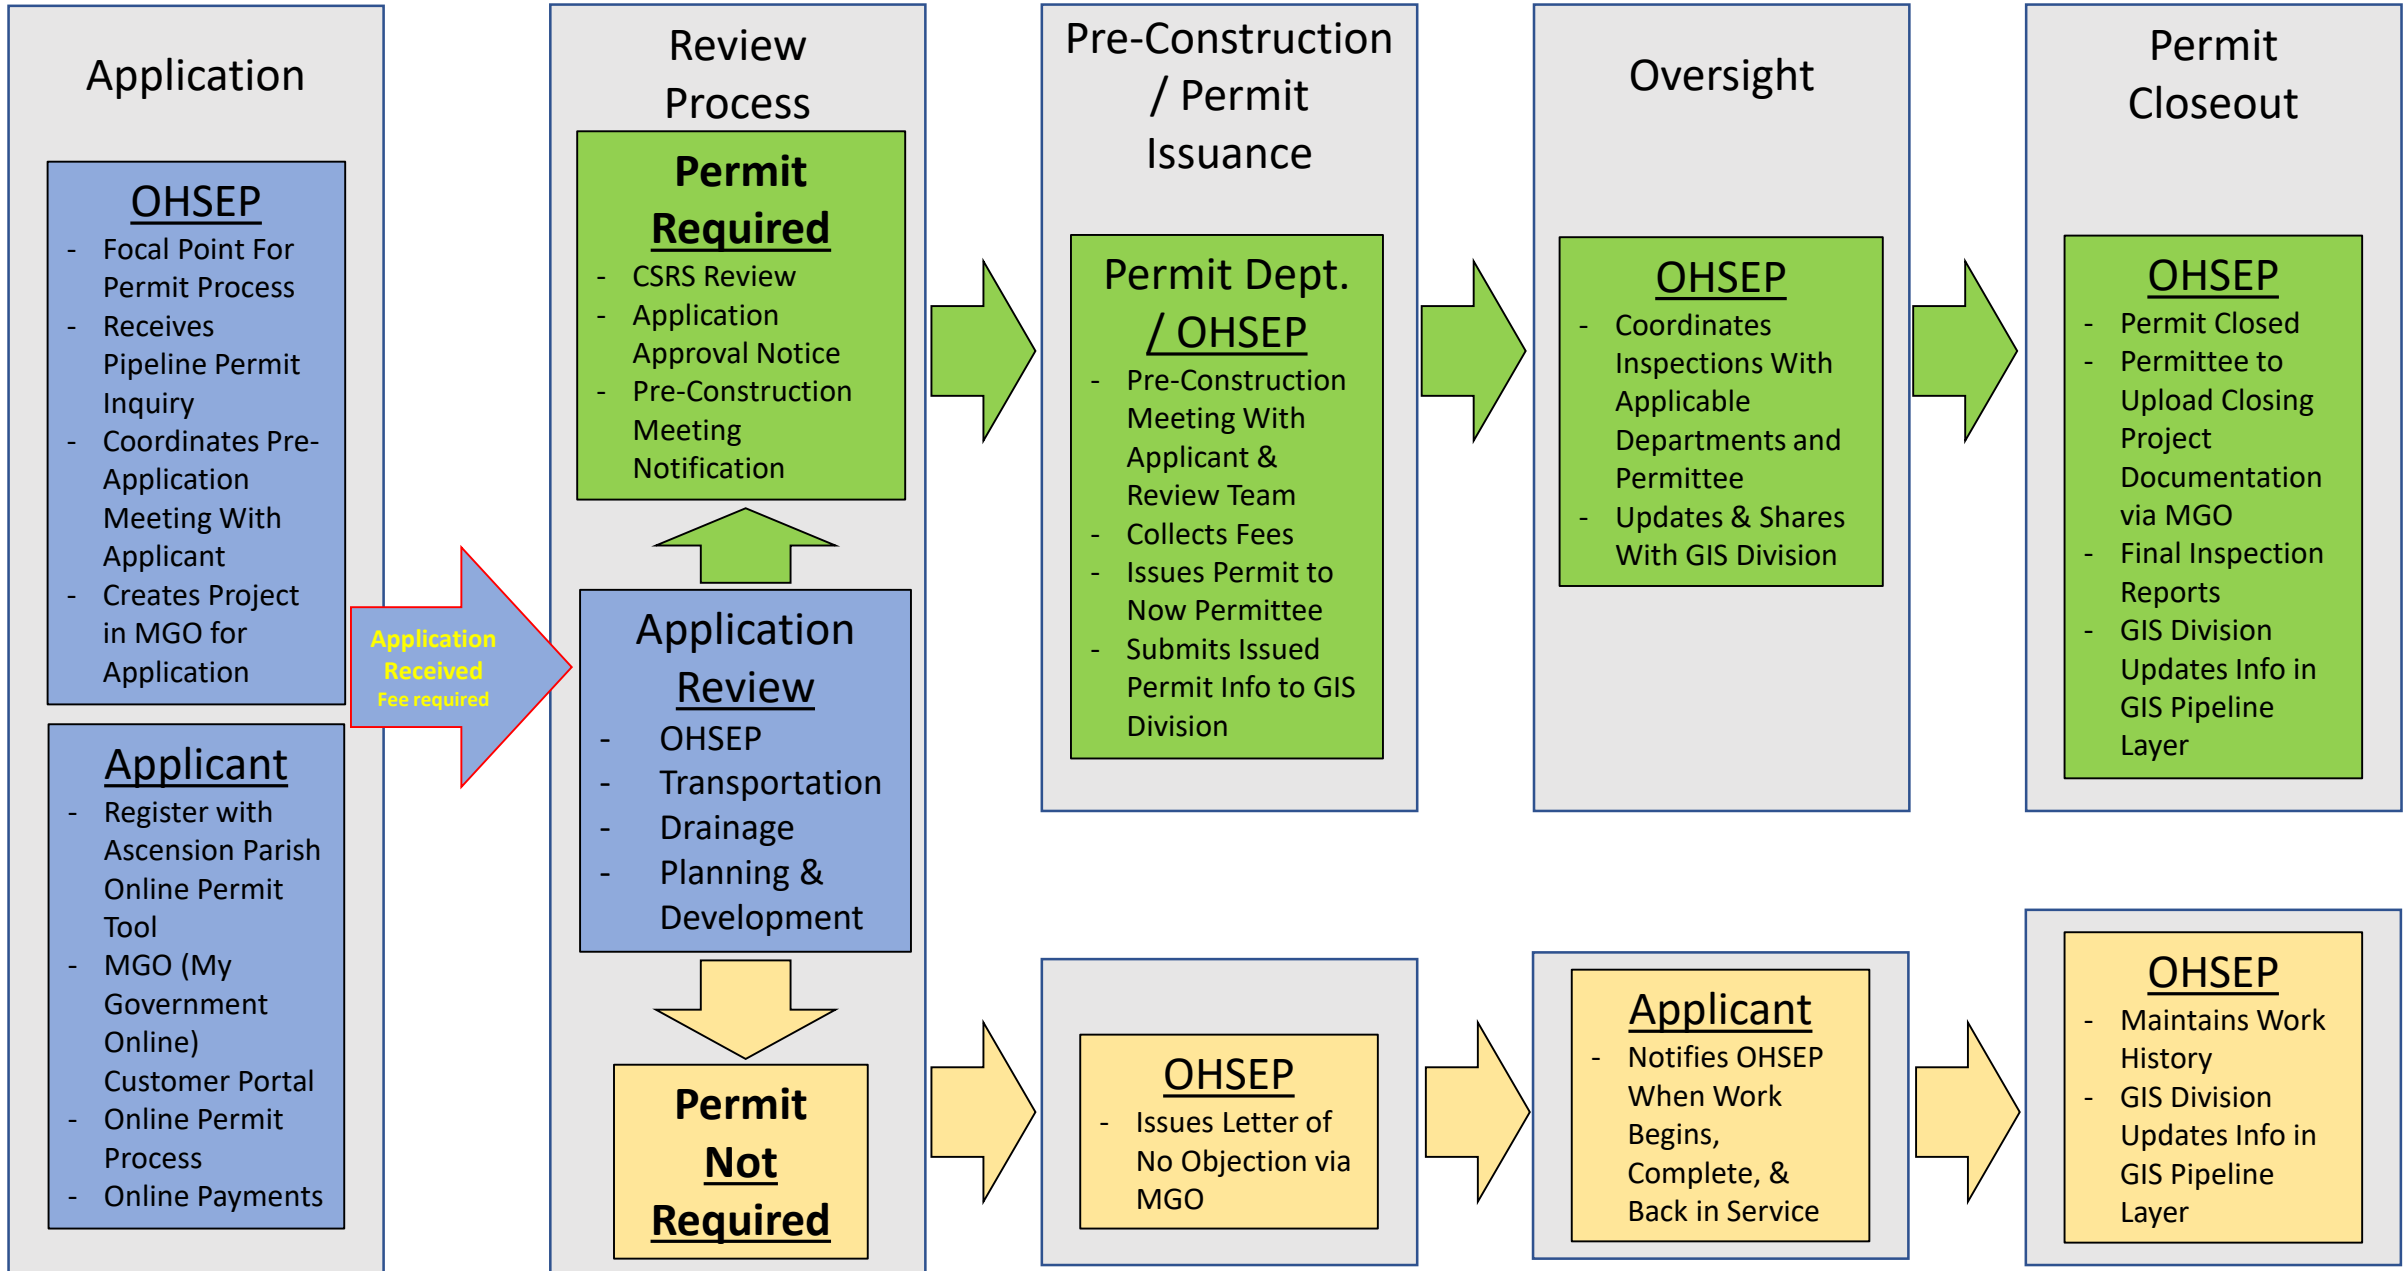 Application
OHSEP
- Focal Point For
Permit Process
- Receives
Pipeline Permit
Inquiry
- Coordinates Pre-
Application
Meeting With
Applicant
- Creates Project
in MGO for
Application
Applicant
- Register with
Ascension Parish
Online Permit
Tool
- MGO (My
Government
Online)
Customer Portal
- Online Permit
Process
- Online Payments
Application
Received
Fee required
Review
Process
Permit
Required
- CSRS Review
- Application
Approval Notice
- Pre-Construction
Meeting
Notification
Application
Review
- OHSEP
- Transportation
- Drainage
- Planning &
Development
Permit
Not
Required
Pre-Construction
/ Permit
Issuance
Permit Dept.
/ OHSEP
- Pre-Construction
Meeting With
Applicant &
Review Team
- Collects Fees
- Issues Permit to
Now Permittee
- Submits Issued
Permit Info to GIS
Division
OHSEP
- Issues Letter of
No Objection via
MGO
Oversight
OHSEP
- Coordinates
Inspections With
Applicable
Departments and
Permittee
- Updates & Shares
With GIS Division
Applicant
- Notifies OHSEP
When Work
Begins,
Complete, &
Back in Service
Permit
Closeout
OHSEP
- Permit Closed
- Permittee to
Upload Closing
Project
Documentation
via MGO
- Final Inspection
Reports
- GIS Division
Updates Info in
GIS Pipeline
Layer
OHSEP
- Maintains Work
History
- GIS Division
Updates Info in
GIS Pipeline
Layer